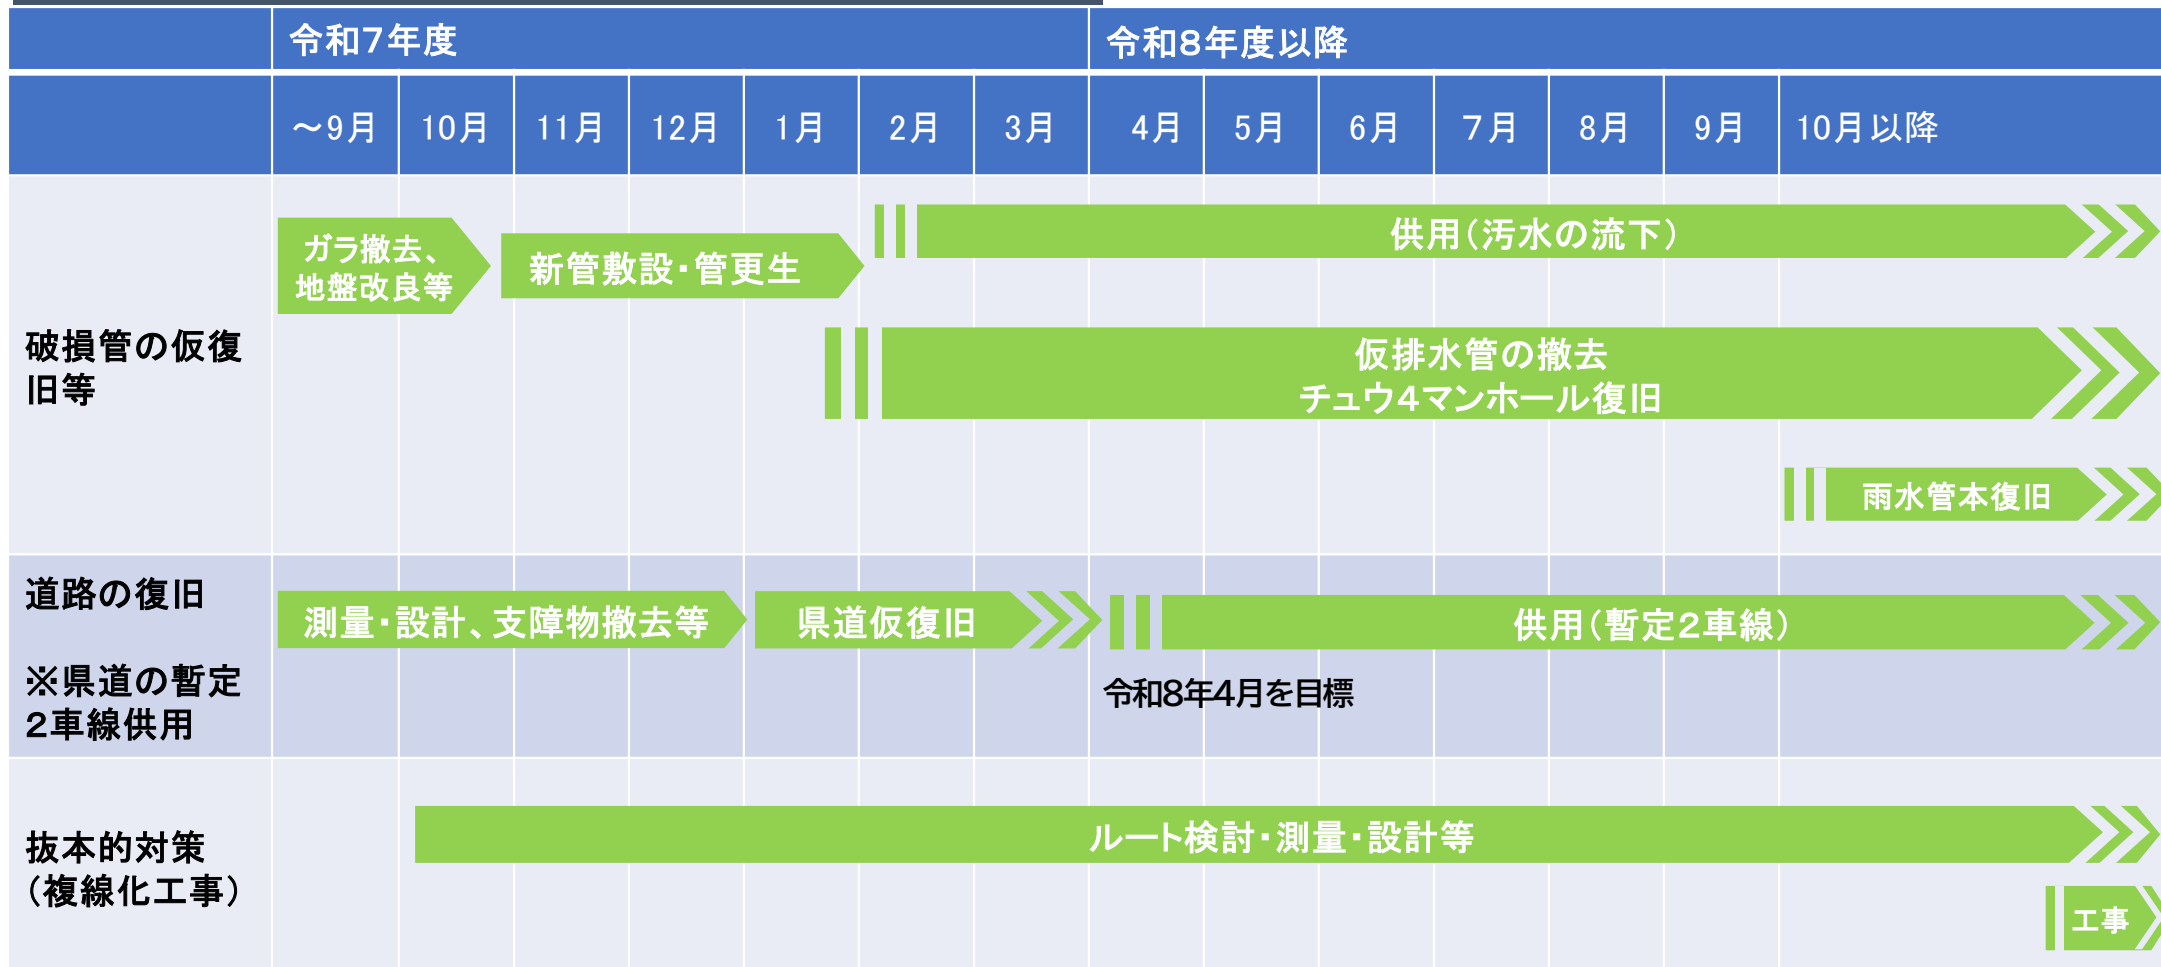 令和7年度
令和8年度以降
～9月
10月
11月
12月
1月
2月
3月
4月
5月
6月
7月
8月
9月
10月以降
破損管の仮復
旧等
ガラ撤去、
地盤改良等
新管敷設・管更生
供用（汚水の流下）
仮排水管の撤去
チュウ4マンホール復旧
雨水管本復旧
道路の復旧
※県道の暫定
2車線供用
測量・設計、支障物撤去等
県道仮復旧
供用（暫定2車線）
令和8年4月を目標
抜本的対策
（複線化工事）
ルート検討・測量・設計等
工事